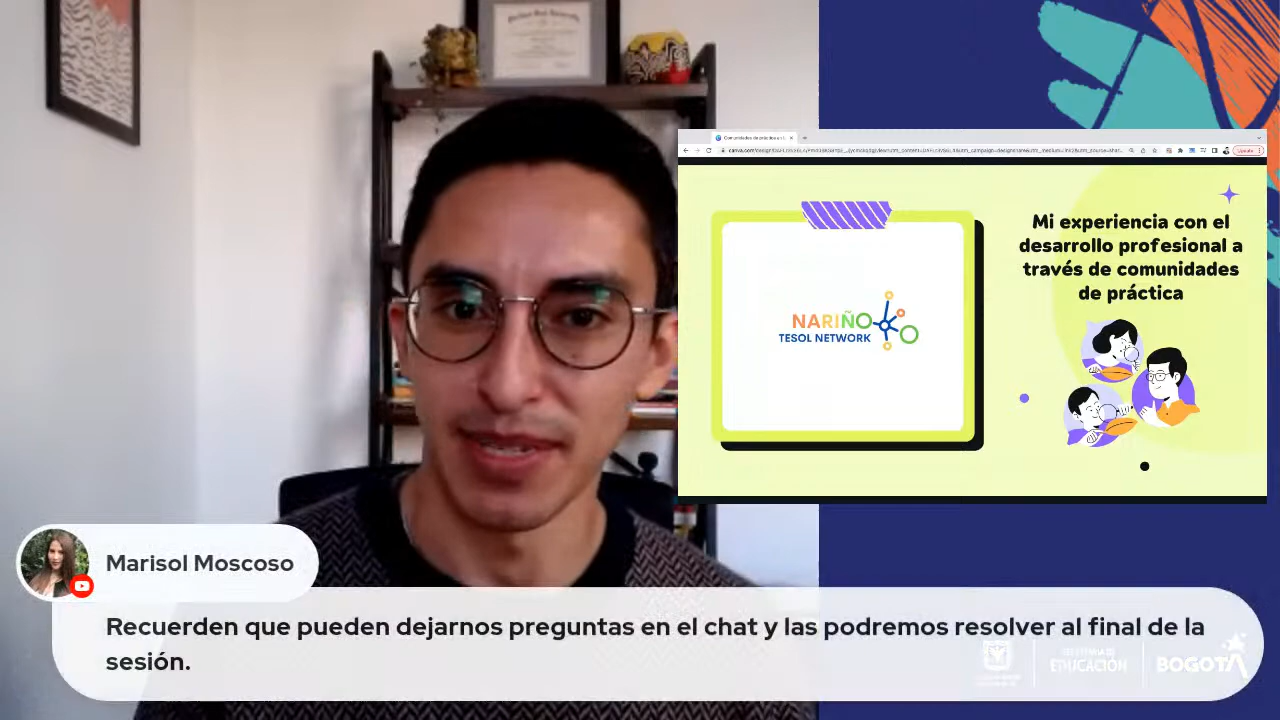 Mi experiencia con el
desarrollo profesional a
través de comunidades
de práctica
NARIÑO
TESOL NETWORK
Marisol Moscoso
Recuerden que pueden dejarnos preguntas en el chat y las podremos resolver al final de la
sesión.
EDUCACIÓN
BOGOTÁ
Update